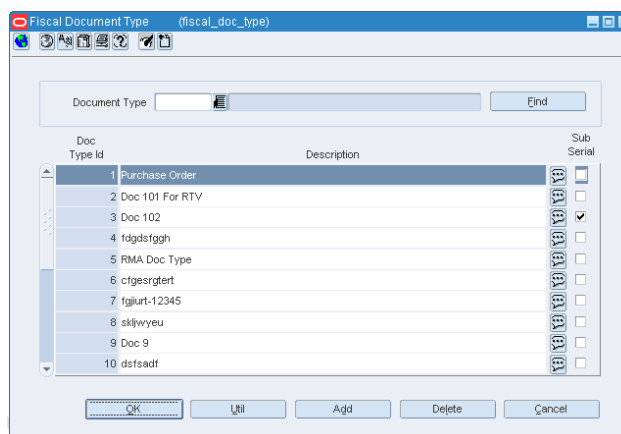 Fiscal Document Type (fiscal_doc_type)
Document Type Find
Doc Type Id Description Sub Serial
1 Purchase Order
2 Doc 101 For RTV
3 Doc 102
4 fdgdsfggh
5 RMA Doc Type
6 cfgesrgtert
7 fgjiurt-12345
8 skljwyeu
9 Doc 9
10 dsfsadf
OK Util Add Delete Cancel